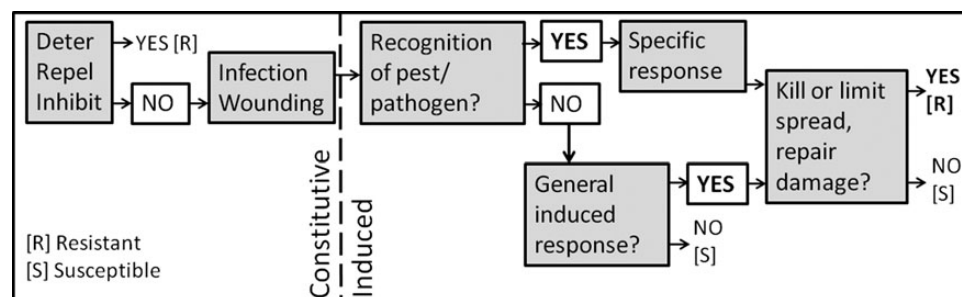 Deter
Repel
Inhibit
YES [R]
NO
Infection
Wounding
Recognition
of pest/
pathogen?
YES
NO
Specific
response
General
induced
response?
YES
NO
[S]
Kill or limit
spread,
repair
damage?
YES
[R]
NO
[S]
[R] Resistant
[S] Susceptible
Constitutive
Induced